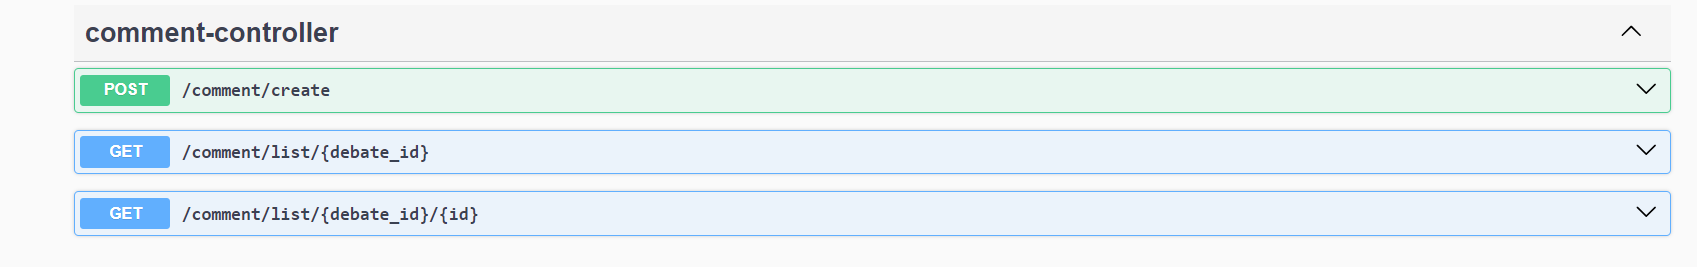 comment-controller
POST /comment/create
GET /comment/list/{debate_id}
GET /comment/list/{debate_id}/{id}